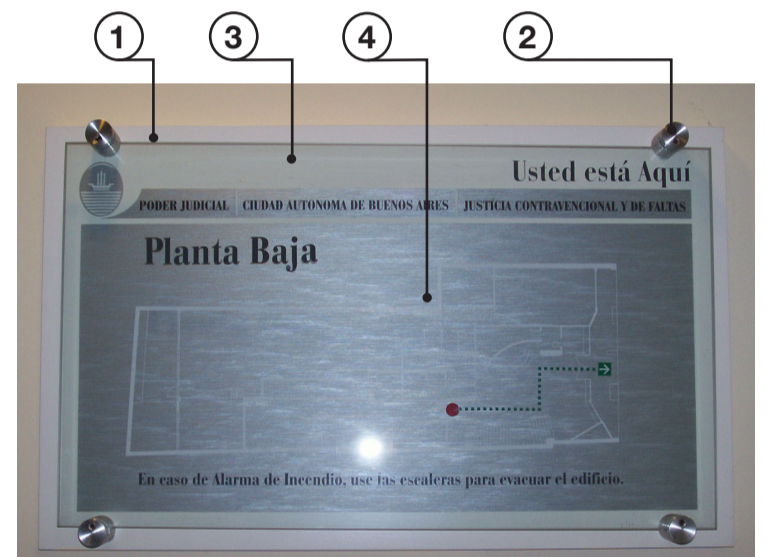 1 3 4 2
Usted está Aquí
PODER JUDICIAL CIUDAD AUTONOMA DE BUENOS AIRES JUSTICIA CONTRAVENCIONAL Y DE FALTAS
Planta Baja
En caso de Alarma de Incendio, use las escaleras para evacuar el edificio.